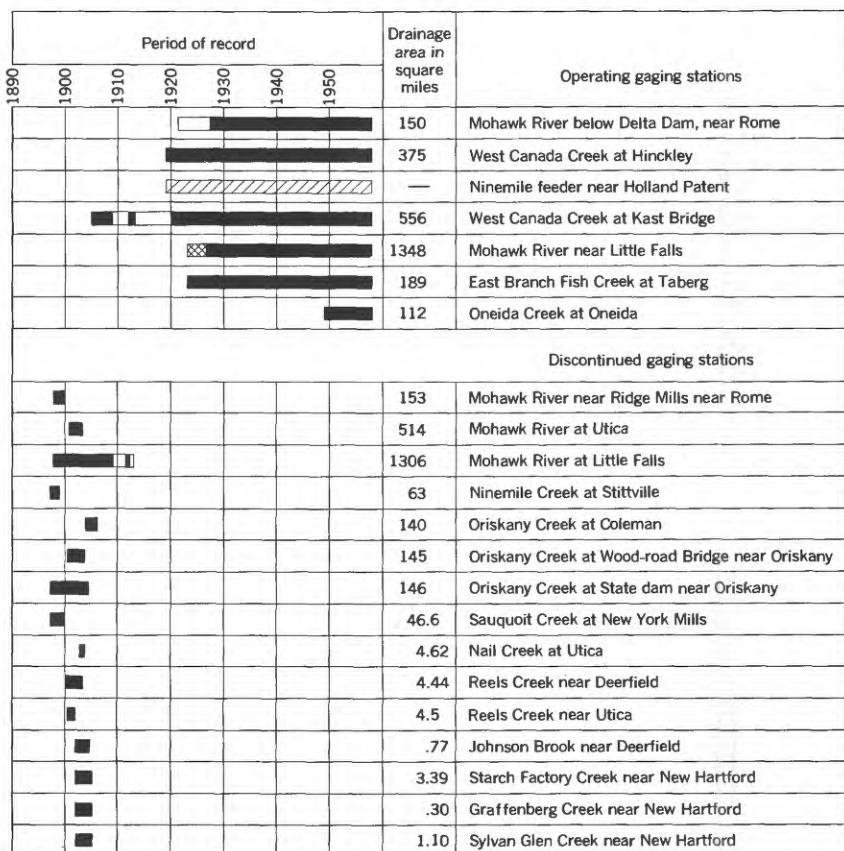 Period of record
Drainage area in square miles
Operating gaging stations
1890 1900 1910 1920 1930 1940 1950
150 Mohawk River below Delta Dam, near Rome
375 West Canada Creek at Hinckley
— Ninemile feeder near Holland Patent
556 West Canada Creek at Kast Bridge
1348 Mohawk River near Little Falls
189 East Branch Fish Creek at Taberg
112 Oneida Creek at Oneida
Discontinued gaging stations
153 Mohawk River near Ridge Mills near Rome
514 Mohawk River at Utica
1306 Mohawk River at Little Falls
63 Ninemile Creek at Stittville
140 Oriskany Creek at Coleman
145 Oriskany Creek at Wood-road Bridge near Oriskany
146 Oriskany Creek at State dam near Oriskany
46.6 Sauquoit Creek at New York Mills
4.62 Nail Creek at Utica
4.44 Reels Creek near Deerfield
4.5 Reels Creek near Utica
.77 Johnson Brook near Deerfield
3.39 Starch Factory Creek near New Hartford
.30 Graffenberg Creek near New Hartford
1.10 Sylvan Glen Creek near New Hartford